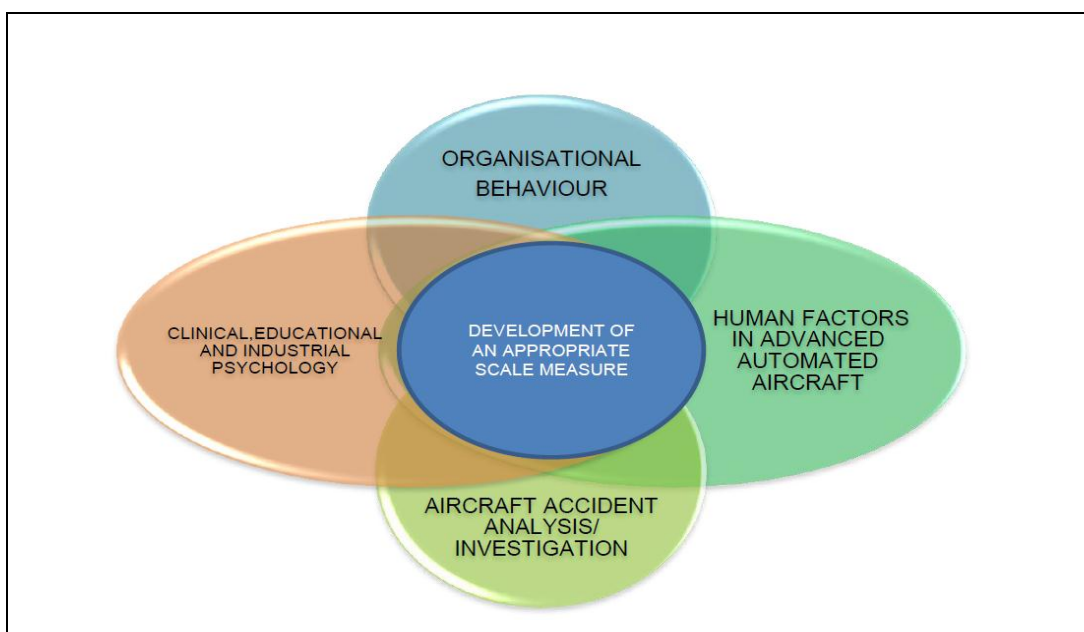 ORGANISATIONAL
BEHAVIOUR
CLINICAL,EDUCATIONAL
AND INDUSTRIAL
PSYCHOLOGY
DEVELOPMENT OF
AN APPROPRIATE
SCALE MEASURE
HUMAN FACTORS
IN ADVANCED
AUTOMATED
AIRCRAFT
AIRCRAFT ACCIDENT
ANALYSIS/
INVESTIGATION